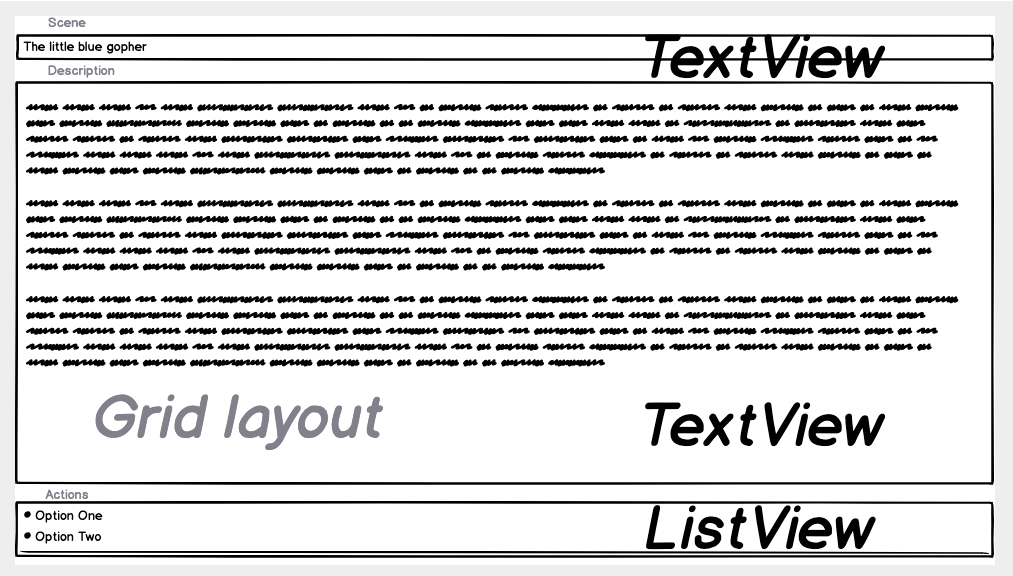 Scene
The little blue gopher
TextView
Description
Grid layout
TextView
Actions
Option One
Option Two
ListView